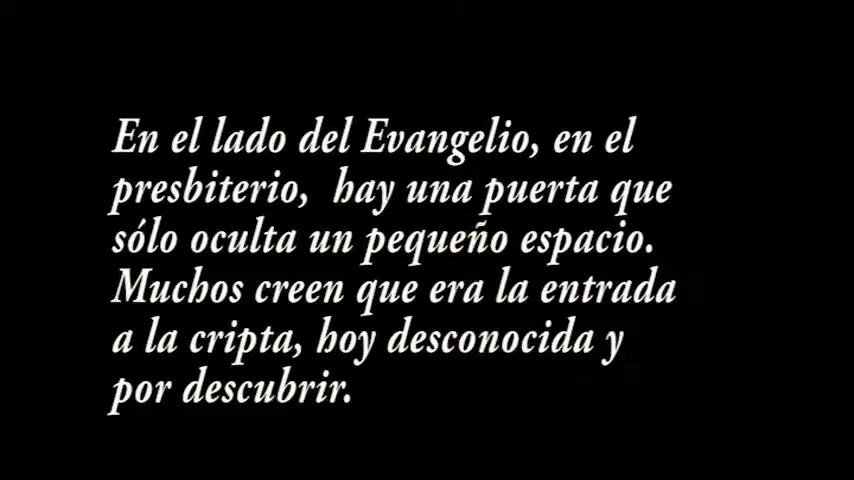 En el lado del Evangelio, en el
presbiterio,  hay una puerta que
sólo oculta un pequeño espacio.
Muchos creen que era la entrada
a la cripta, hoy desconocida y
por descubrir.